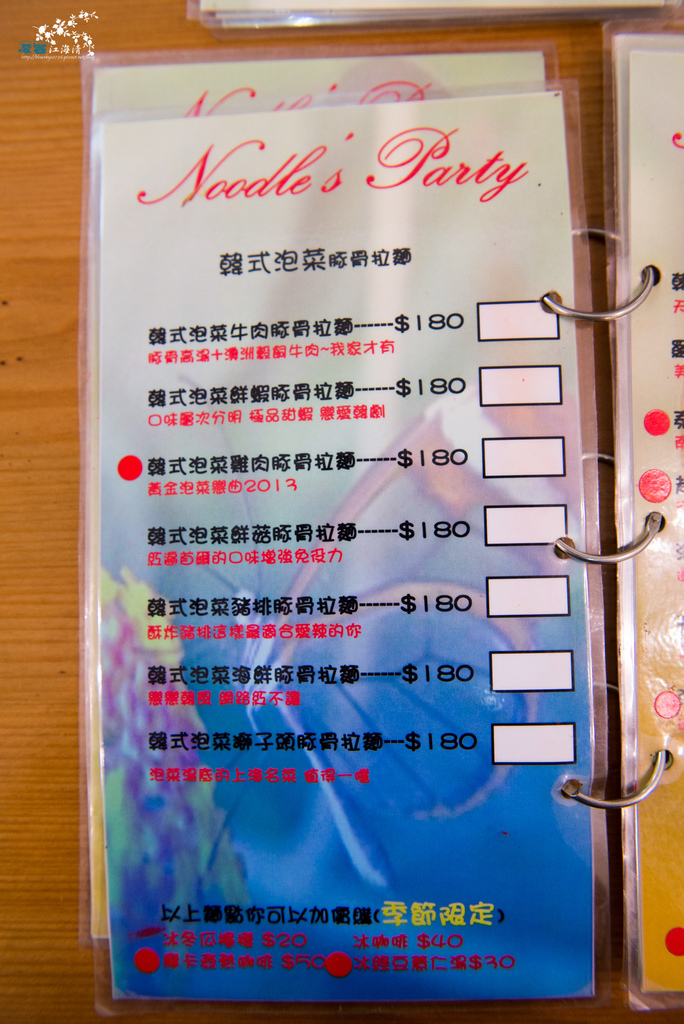 Noodle's Party
韓式泡菜豚骨拉麵
韓式泡菜牛肉豚骨拉麵------$180
豚骨高湯+澳洲穀飼牛肉~我家才有
韓式泡菜鮮蝦豚骨拉麵------$180
口味層次分明 極品甜蝦 戀愛韓劇
韓式泡菜雞肉豚骨拉麵------$180
黃金泡菜戀曲2013
韓式泡菜鮮菇豚骨拉麵------$180
紅遍首爾的口味增強免疫力
韓式泡菜豬排豚骨拉麵------$180
酥炸豬排這樣最適合愛辣的你
韓式泡菜海鮮豚骨拉麵------$180
戀戀韓風 網路紅不讓
韓式泡菜獅子頭豚骨拉麵---$180
泡菜湯底的上海名菜 值得一嚐
以上麵點你可以加價購(季節限定)
冰冬瓜檸檬 $20 冰咖啡 $40
摩卡壺熱咖啡 $50 冰綠豆薏仁湯$30